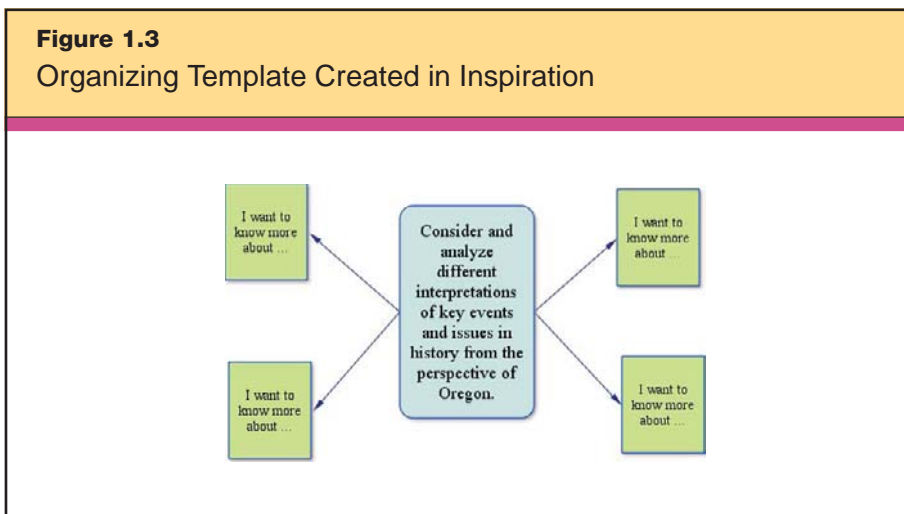 Figure 1.3
Organizing Template Created in Inspiration
I want to
know more
about ...
I want to
know more
about ...
Consider and
analyze
different
interpretations
of key events
and issues in
history from the
perspective of
Oregon.
I want to
know more
about ...
I want to
know more
about ...